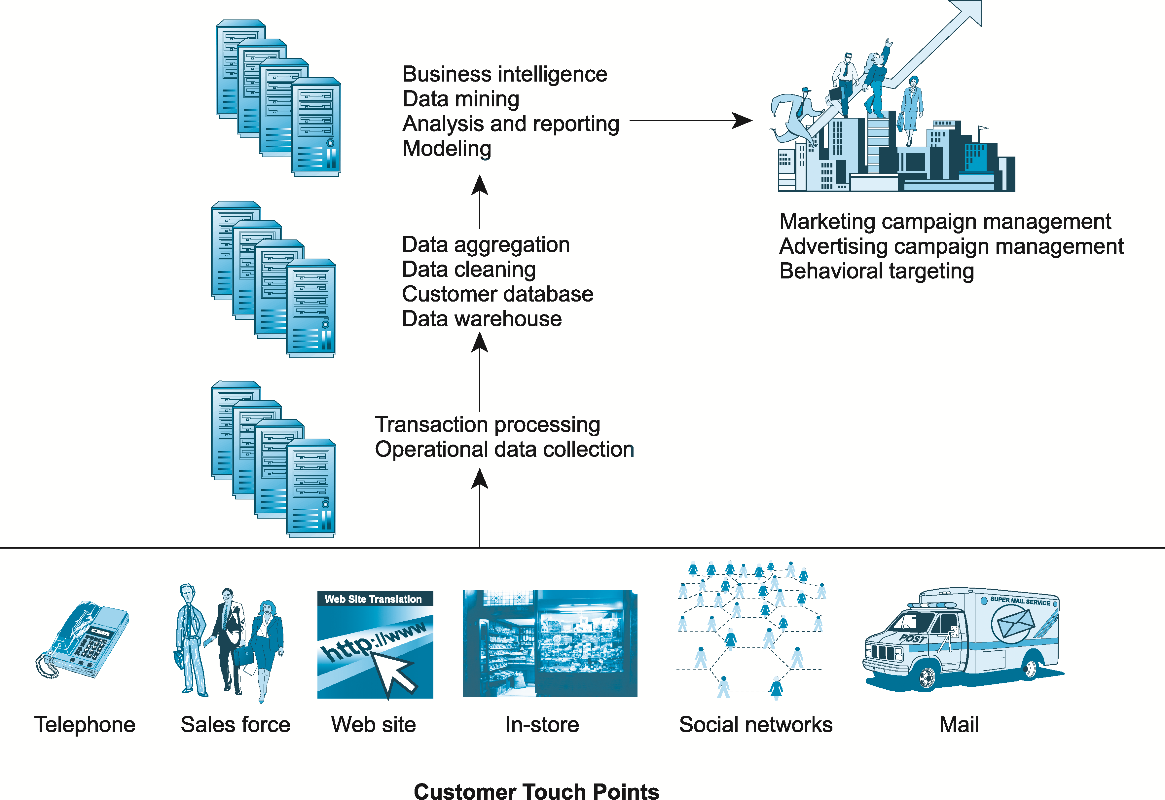 Business intelligence
Data mining
Analysis and reporting
Modeling
Marketing campaign management
Advertising campaign management
Behavioral targeting
Data aggregation
Data cleaning
Customer database
Data warehouse
Transaction processing
Operational data collection
Web Site Translation
http://www
SUPER MAIL SERVICE
POST
Telephone
Sales force
Web site
In-store
Social networks
Mail
Customer Touch Points